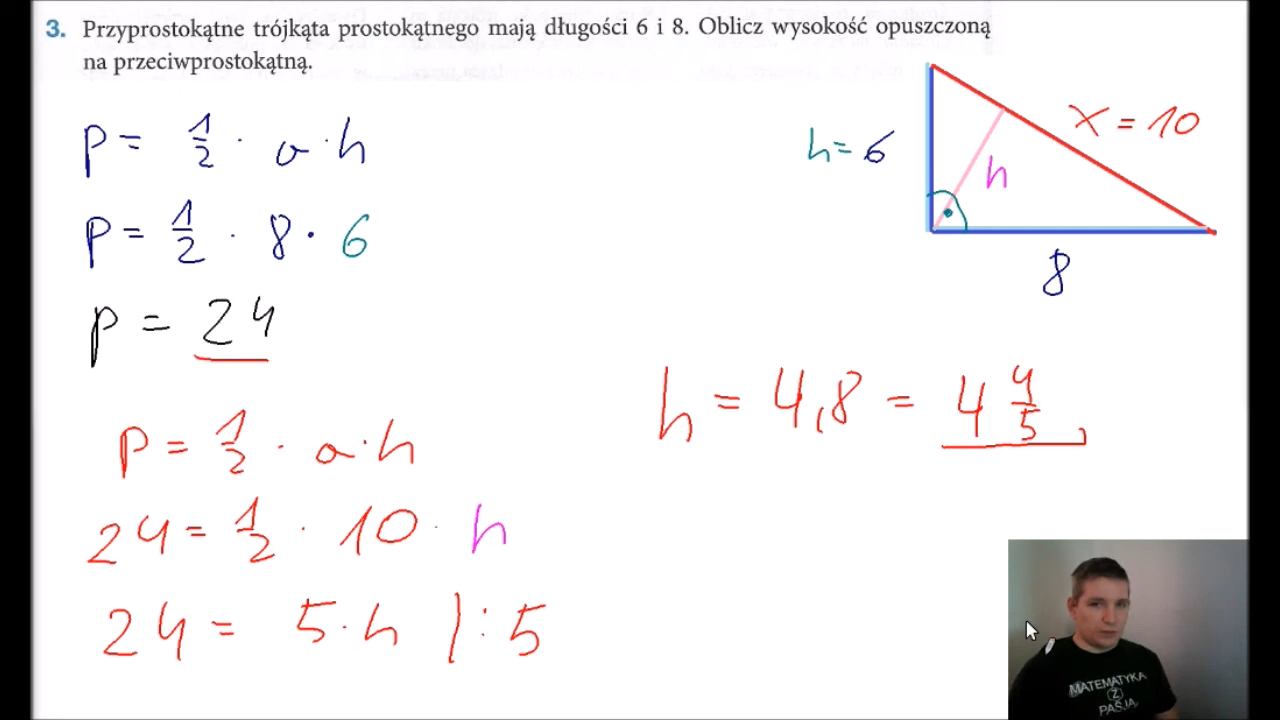 3. Przyprostokątne trójkąta prostokątnego mają długości 6 i 8. Oblicz wysokość opuszczoną
na przeciwprostokątną.
P = 1/2 · a · h
P = 1/2 · 8 · 6
P = 24
P = 1/2 · a · h
24 = 1/2 · 10 · h
24 = 5 · h | : 5
h = 6
h
x = 10
8
h = 4,8 = 4 4/5
MATEMATYKA
Z
PASJĄ